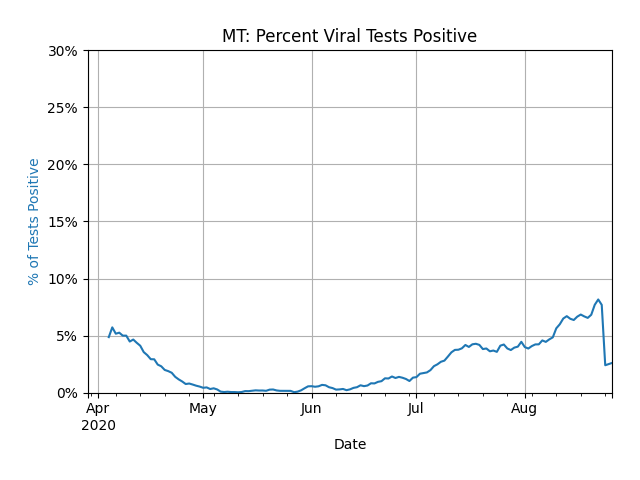 MT: Percent Viral Tests Positive
30%
25%
20%
15%
10%
5%
0%
% of Tests Positive
Apr
2020
May
Jun
Jul
Aug
Date